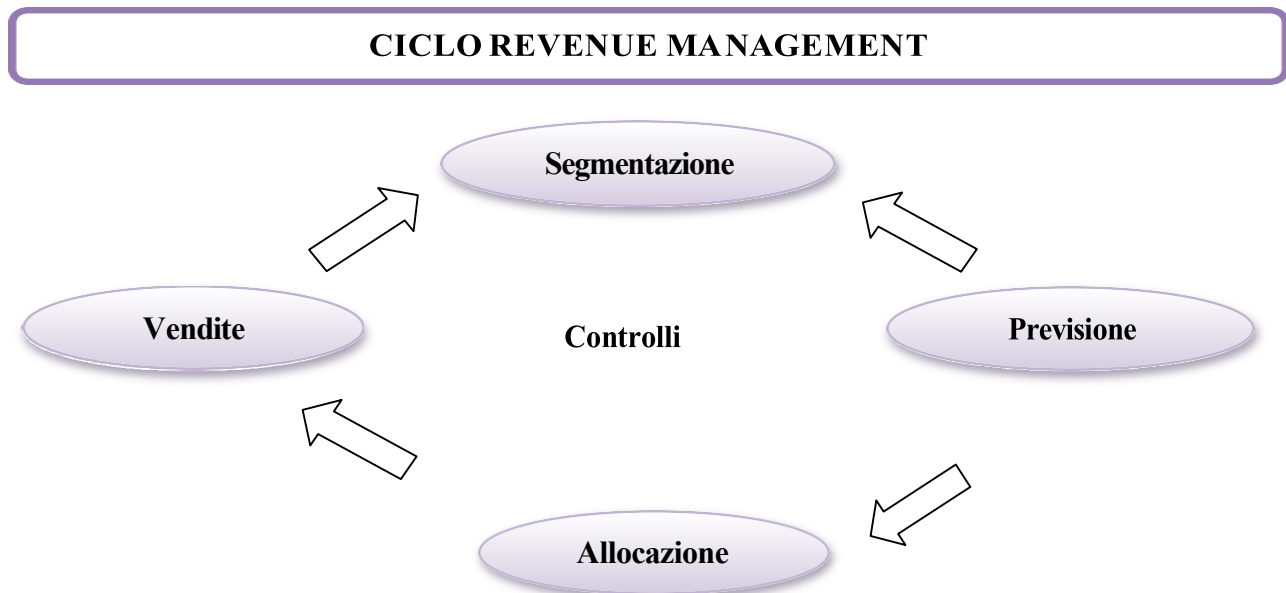 CICLO REVENUE MANAGEMENT
Segmentazione
Vendite
Controlli
Previsione
Allocazione